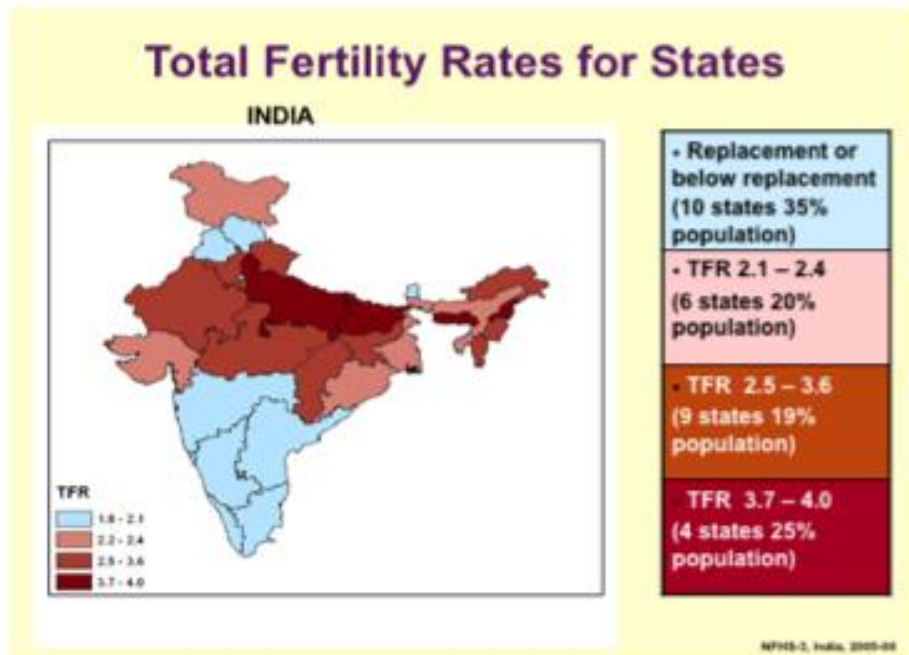 Total Fertility Rates for States
INDIA
• Replacement or
below replacement
(10 states 35%
population)
• TFR 2.1 – 2.4
(6 states 20%
population)
• TFR 2.5 – 3.6
(9 states 19%
population)
TFR 3.7 – 4.0
(4 states 25%
population)
TFR
1.8 - 2.1
2.2 - 2.4
2.5 - 3.6
3.7 - 4.0
NFHS-3, India, 2005-06